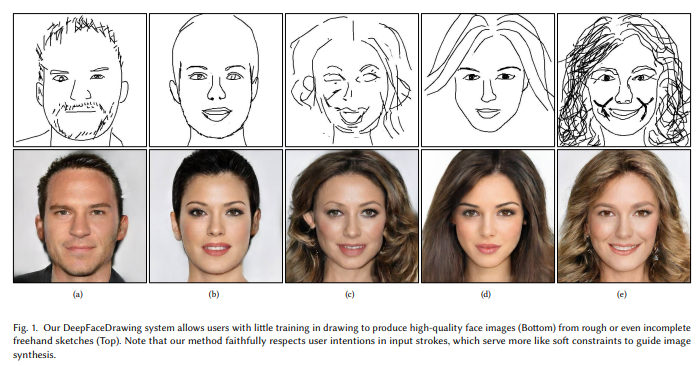 (a)
(b)
(c)
(d)
(e)
Fig. 1. Our DeepFaceDrawing system allows users with little training in drawing to produce high-quality face images (Bottom) from rough or even incomplete
freehand sketches (Top). Note that our method faithfully respects user intentions in input strokes, which serve more like soft constraints to guide image
synthesis.